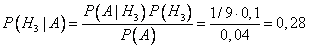 P(H₃ | A) = P(A | H₃) P(H₃) / P(A) = 1/9 · 0,1 / 0,04 = 0,28